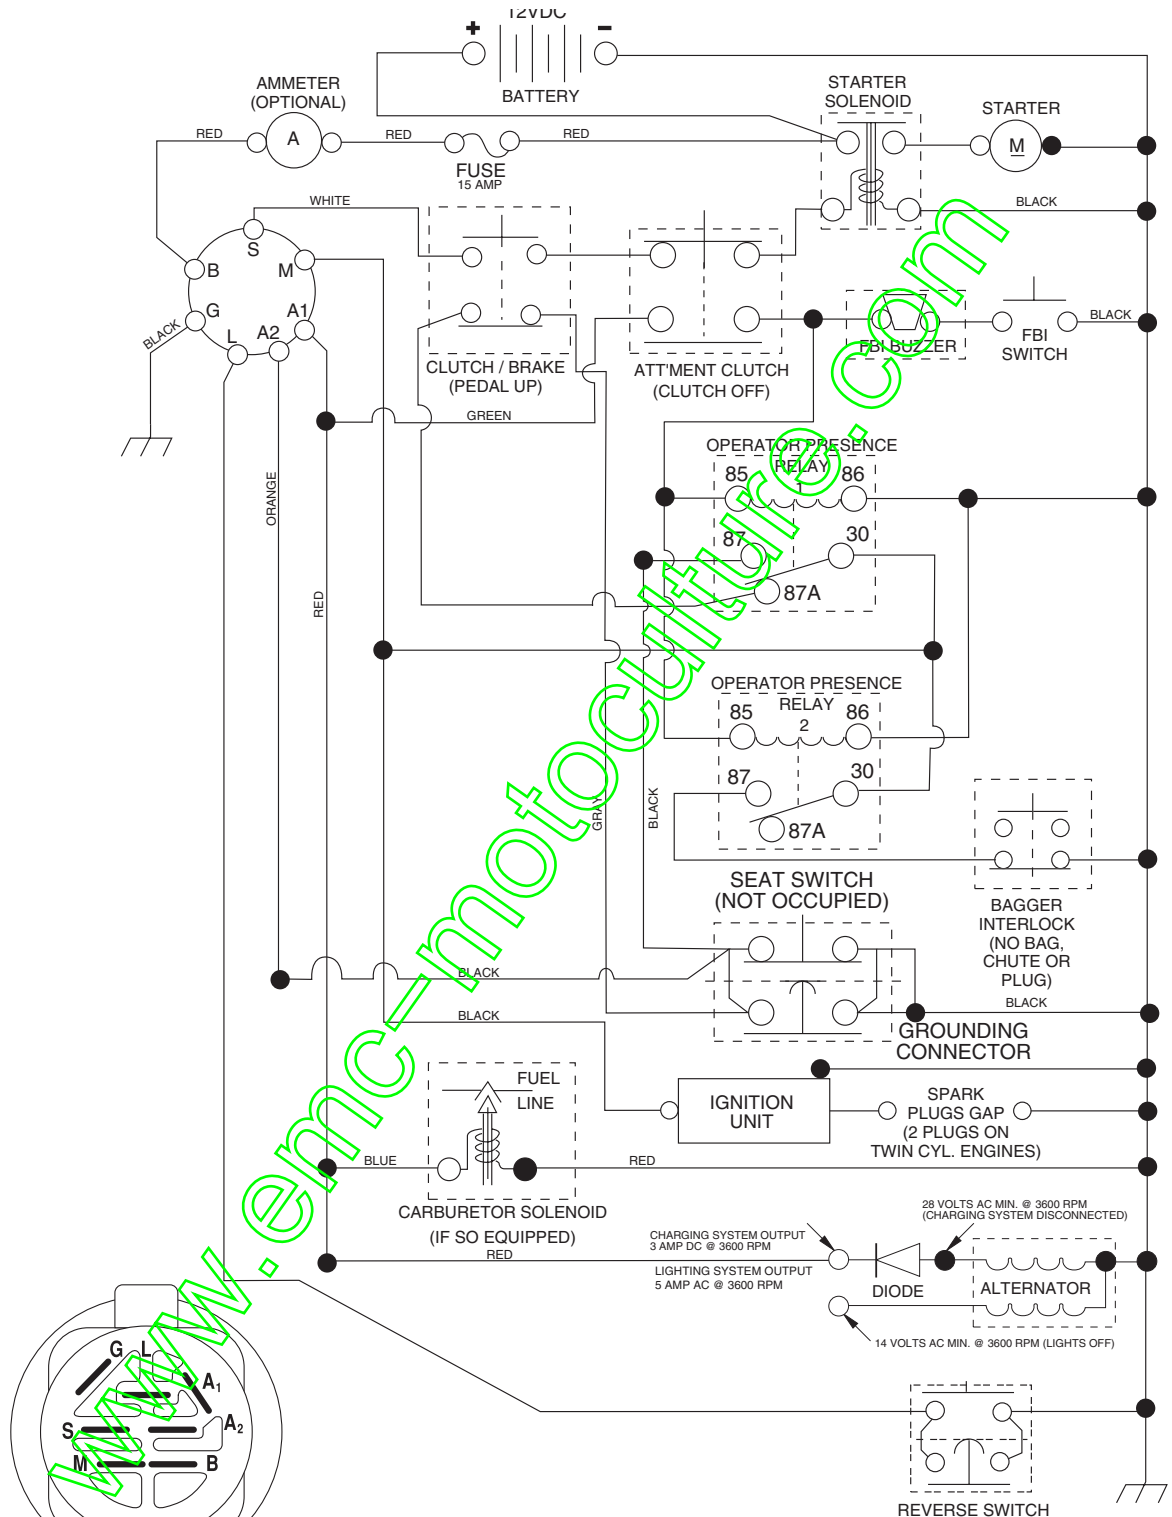 12VDC
+
−
BATTERY
AMMETER
(OPTIONAL)
STARTER
SOLENOID
STARTER
RED
A
RED
RED
M
FUSE
15 AMP
WHITE
BLACK
S
B
M
G
A1
A2
L
BLACK
FBI BUZZER
FBI
SWITCH
BLACK
CLUTCH / BRAKE
(PEDAL UP)
ATT'MENT CLUTCH
(CLUTCH OFF)
GREEN
OPERATOR PRESENCE
RELAY
1
85
86
ORANGE
87
30
87A
RED
OPERATOR PRESENCE
RELAY
2
85
86
87
30
87A
GRAY
BLACK
SEAT SWITCH
(NOT OCCUPIED)
BAGGER
INTERLOCK
(NO BAG,
CHUTE OR
PLUG)
BLACK
BLACK
BLACK
GROUNDING
CONNECTOR
FUEL
LINE
IGNITION
UNIT
SPARK
PLUGS GAP
(2 PLUGS ON
TWIN CYL. ENGINES)
BLUE
RED
CARBURETOR SOLENOID
(IF SO EQUIPPED)
RED
28 VOLTS AC MIN. @ 3600 RPM
(CHARGING SYSTEM DISCONNECTED)
CHARGING SYSTEM OUTPUT
3 AMP DC @ 3600 RPM
LIGHTING SYSTEM OUTPUT
5 AMP AC @ 3600 RPM
DIODE
ALTERNATOR
14 VOLTS AC MIN. @ 3600 RPM (LIGHTS OFF)
G
L
A1
A2
S
M
B
REVERSE SWITCH
www.emc-motoculture.com